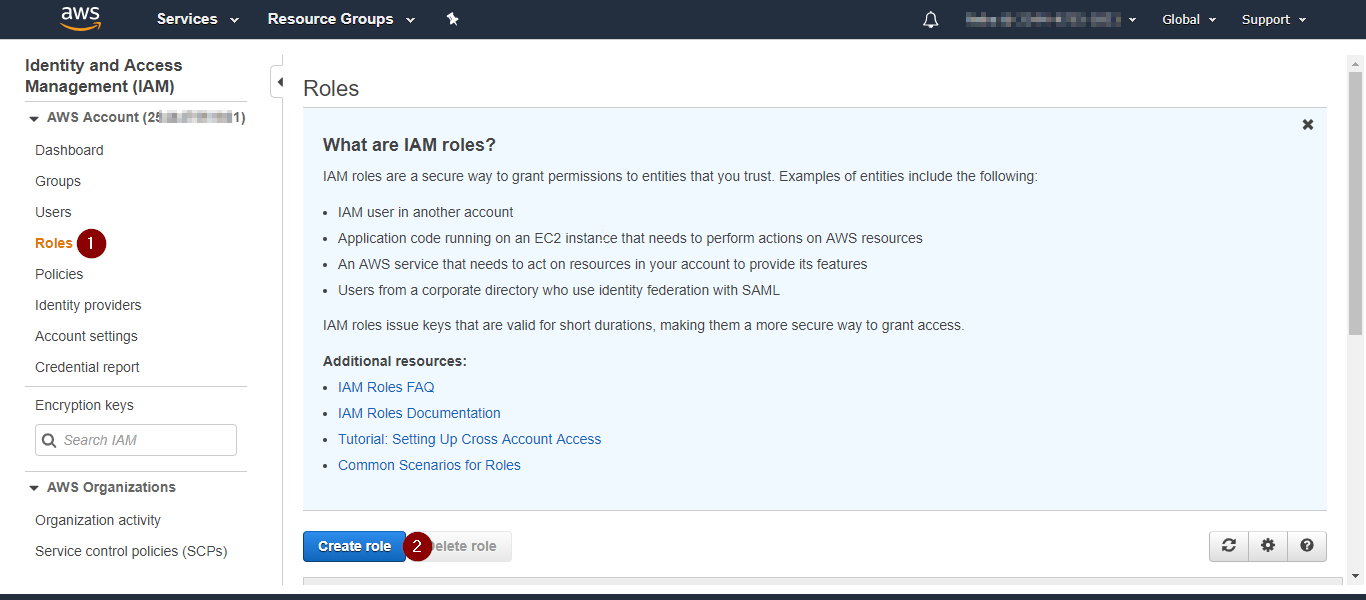 aws Services Resource Groups Global Support
Identity and Access
Management (IAM)
AWS Account (25 1)
Dashboard
Groups
Users
Roles 1
Policies
Identity providers
Account settings
Credential report
Encryption keys
Search IAM
AWS Organizations
Organization activity
Service control policies (SCPs)
Roles
What are IAM roles?
IAM roles are a secure way to grant permissions to entities that you trust. Examples of entities include the following:
• IAM user in another account
• Application code running on an EC2 instance that needs to perform actions on AWS resources
• An AWS service that needs to act on resources in your account to provide its features
• Users from a corporate directory who use identity federation with SAML
IAM roles issue keys that are valid for short durations, making them a more secure way to grant access.
Additional resources:
• IAM Roles FAQ
• IAM Roles Documentation
• Tutorial: Setting Up Cross Account Access
• Common Scenarios for Roles
Create role 2 elete role